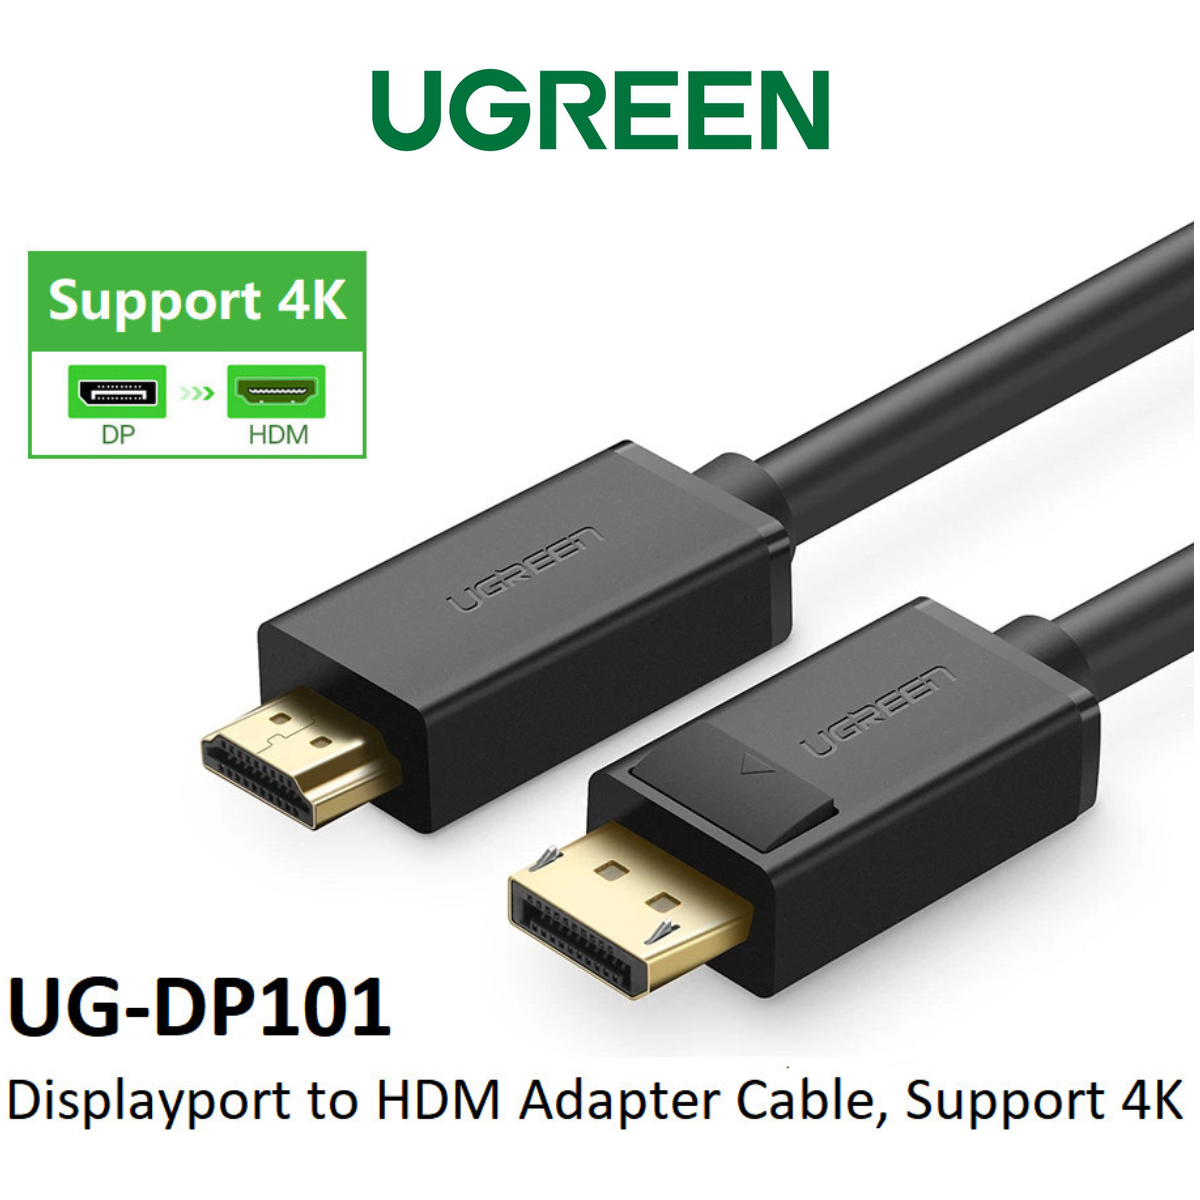 UGREEN
Support 4K
DP
HDM
UGREEN
UGREEN
UG-DP101
Displayport to HDM Adapter Cable, Support 4K